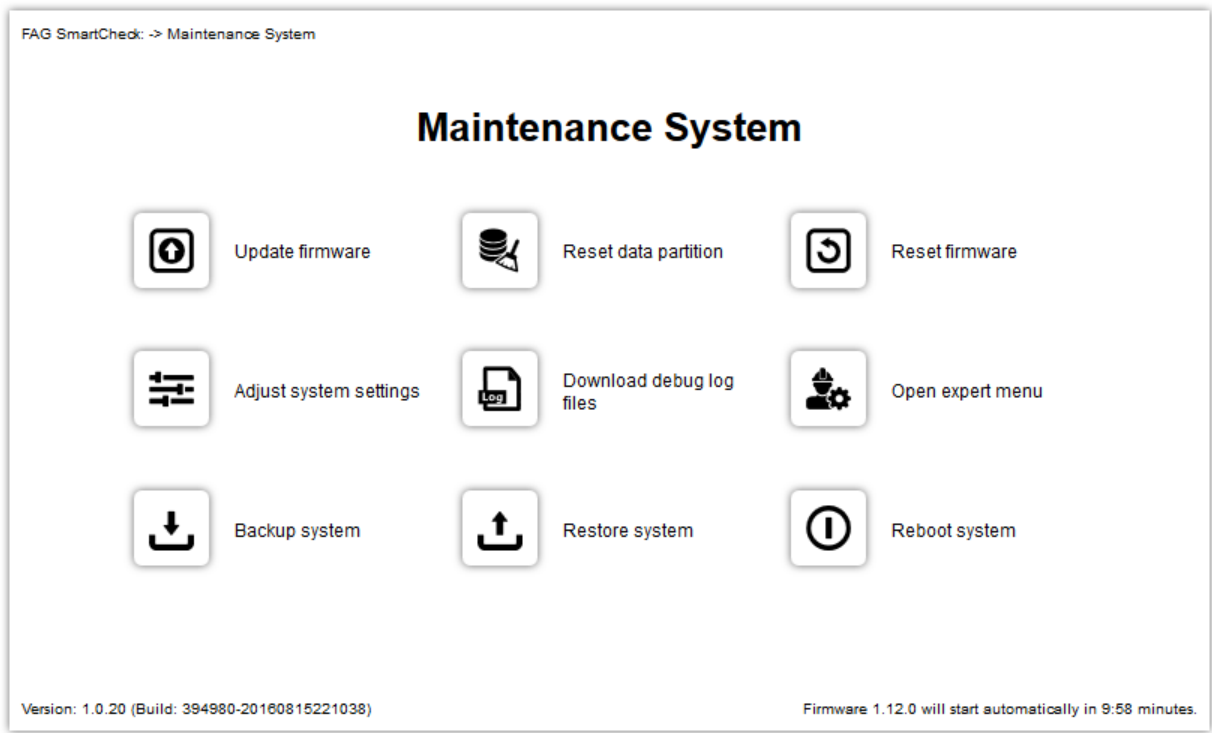 FAG SmartCheck: -> Maintenance System
Maintenance System
Update firmware
Reset data partition
Reset firmware
Adjust system settings
Download debug log
files
Log
Open expert menu
Backup system
Restore system
Reboot system
Version: 1.0.20 (Build: 394980-20160815221038)
Firmware 1.12.0 will start automatically in 9:58 minutes.